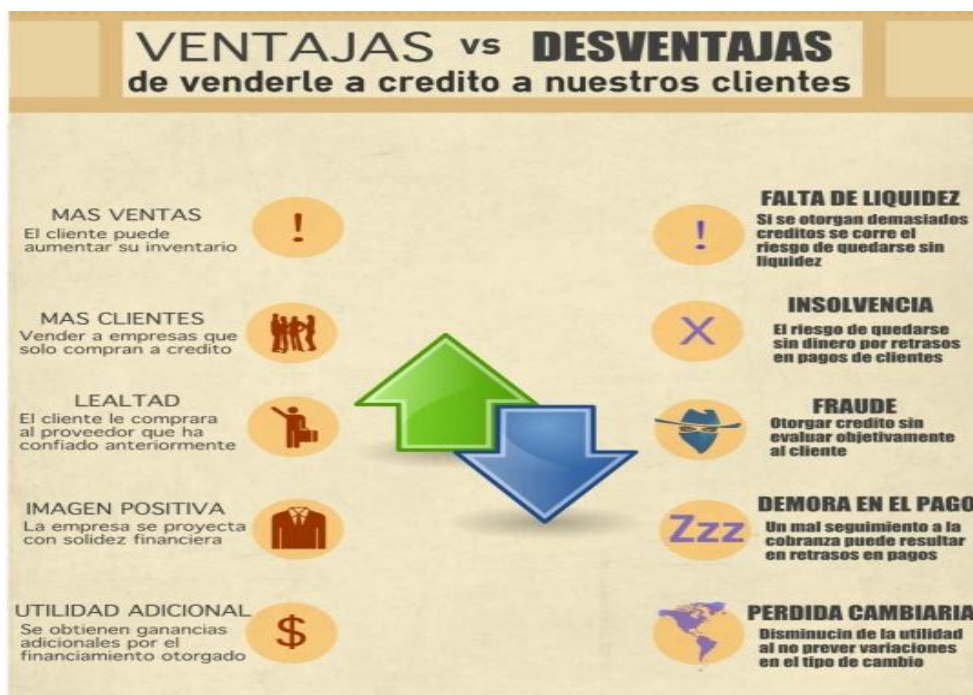 VENTAJAS vs DESVENTAJAS
de venderle a credito a nuestros clientes
MAS VENTAS
El cliente puede
aumentar su inventario
!
MAS CLIENTES
Vender a empresas que
solo compran a credito
LEALTAD
El cliente le comprara
al proveedor que ha
confiado anteriormente
IMAGEN POSITIVA
La empresa se proyecta
con solidez financiera
UTILIDAD ADICIONAL
Se obtienen ganancias
adicionales por el
financiamiento otorgado
$
!
FALTA DE LIQUIDEZ
Si se otorgan demasiados
creditos se corre el
riesgo de quedarse sin
liquidez
X
INSOLVENCIA
El riesgo de quedarse
sin dinero por retrasos
en pagos de clientes
FRAUDE
Otorgar credito sin
evaluar objetivamente
al cliente
Zzz
DEMORA EN EL PAGO
Un mal seguimiento a la
cobranza puede resultar
en retrasos en pagos
PERDIDA CAMBIARIA
Disminucin de la utilidad
al no prever variaciones
en el tipo de cambio